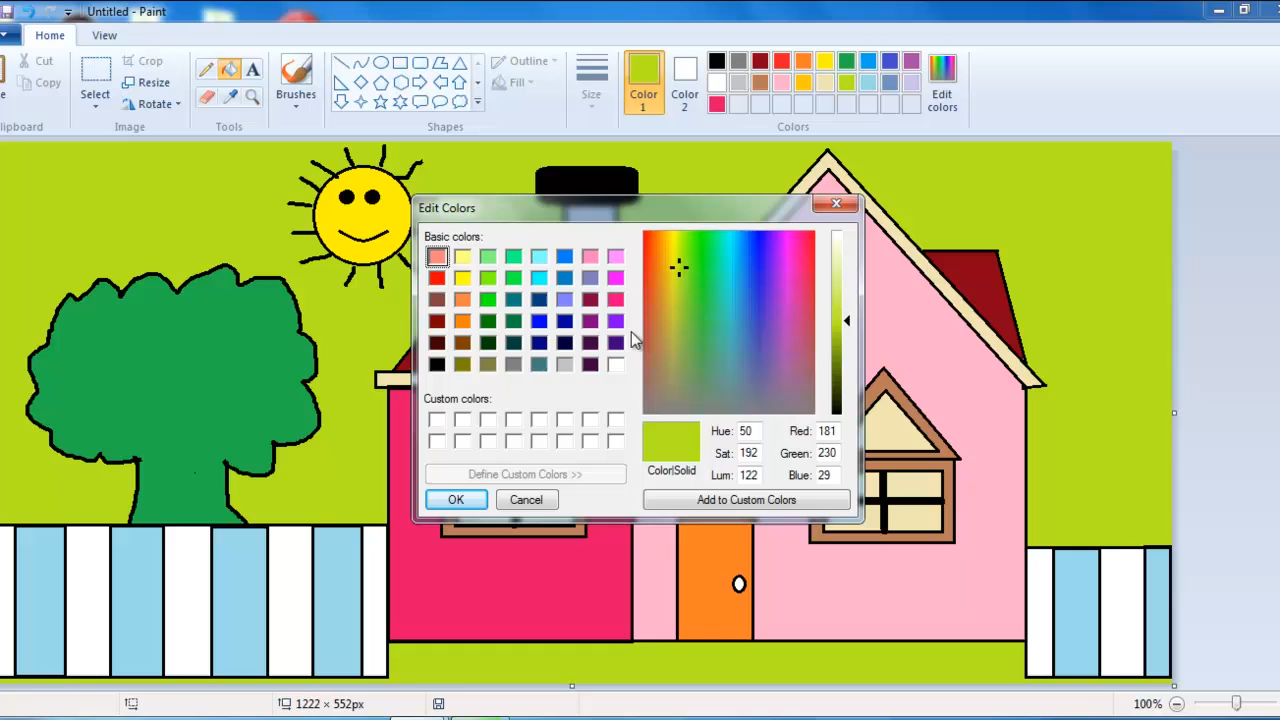 Untitled - Paint
Home
View
Cut
Copy
lipboard
Select
Crop
Resize
Rotate
Image
A
Tools
Brushes
Outline
Fill
Shapes
Size
Color
1
Color
2
Edit
colors
Colors
Edit Colors
Basic colors:
Custom colors:
Define Custom Colors >>
OK
Cancel
Color|Solid
Hue: 50
Sat: 192
Lum: 122
Red: 181
Green: 230
Blue: 29
Add to Custom Colors
1222 × 552px
100%